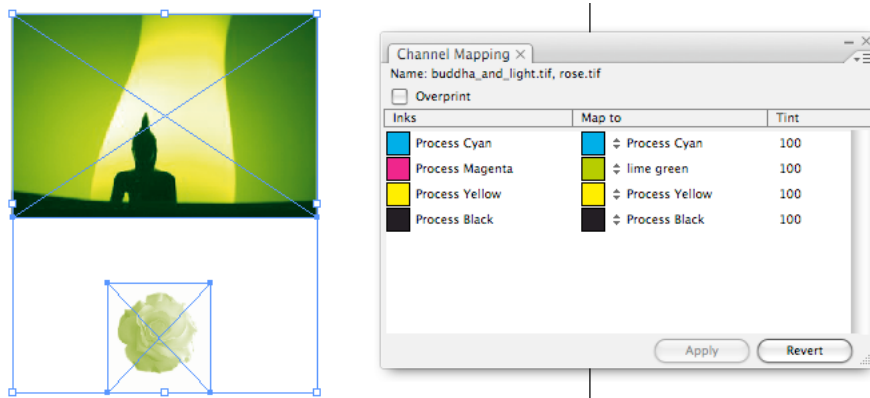 Channel Mapping ×
Name: buddha_and_light.tif, rose.tif
Overprint
Inks Map to Tint
Process Cyan Process Cyan 100
Process Magenta lime green 100
Process Yellow Process Yellow 100
Process Black Process Black 100
Apply Revert